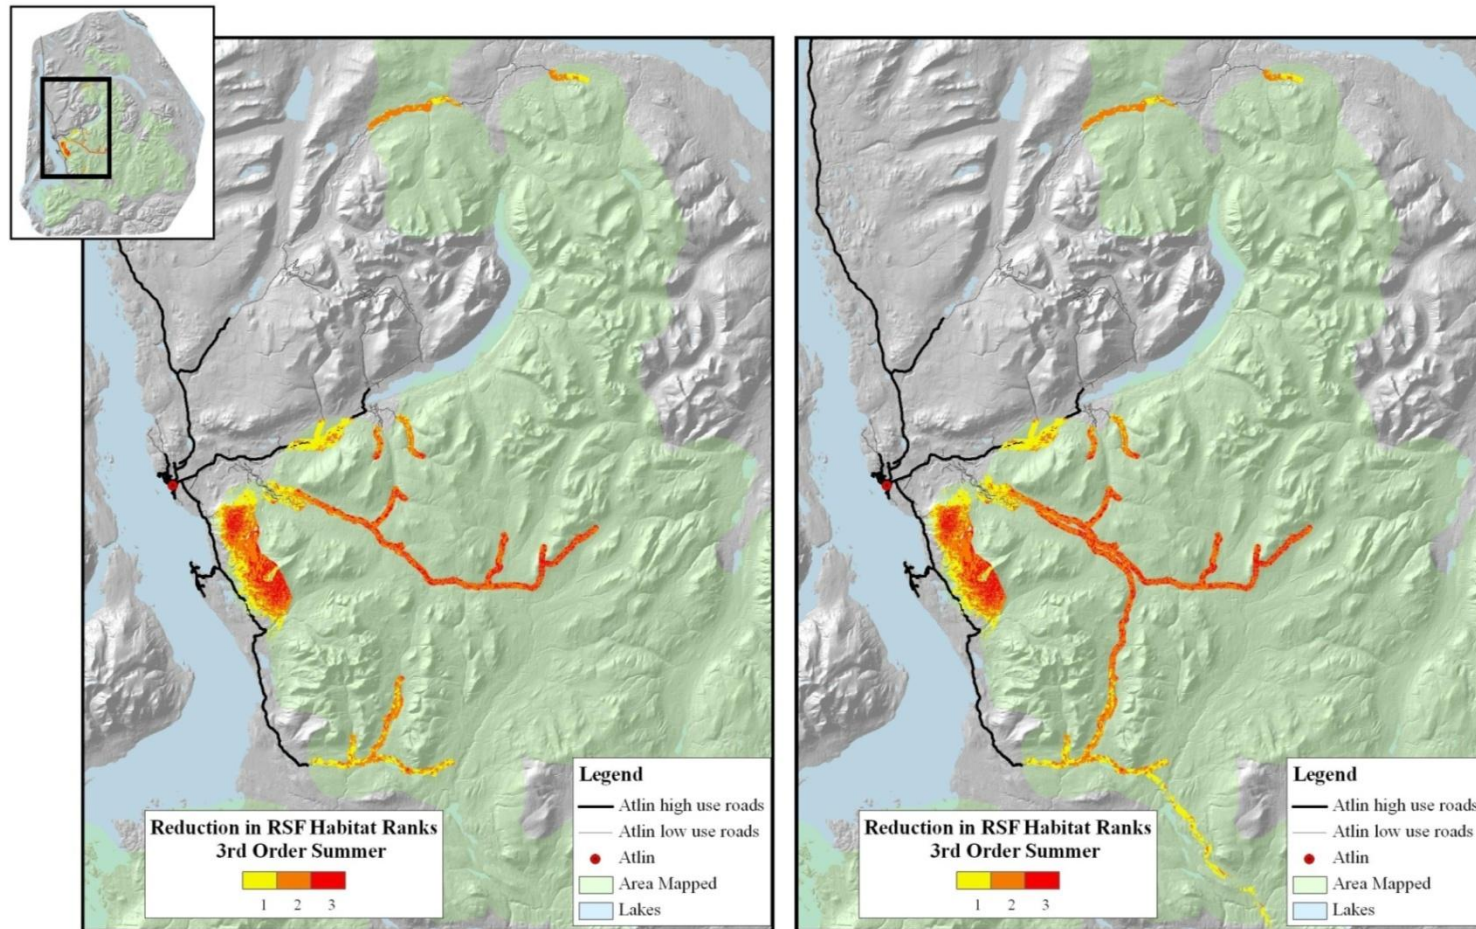 Reduction in RSF Habitat Ranks
3rd Order Summer
1 2 3
Legend
Atlin high use roads
Atlin low use roads
Atlin
Area Mapped
Lakes
Reduction in RSF Habitat Ranks
3rd Order Summer
1 2 3
Legend
Atlin high use roads
Atlin low use roads
Atlin
Area Mapped
Lakes